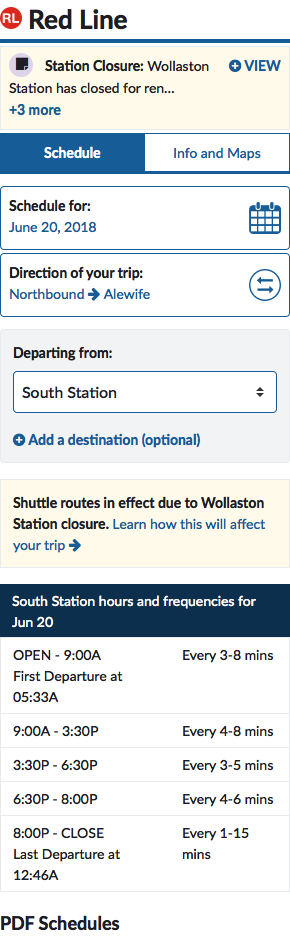 RL Red Line
Station Closure: Wollaston VIEW
Station has closed for ren...
+3 more
Schedule Info and Maps
Schedule for:
June 20, 2018
Direction of your trip:
Northbound → Alewife
Departing from:
South Station
Add a destination (optional)
Shuttle routes in effect due to Wollaston
Station closure. Learn how this will affect
your trip →
South Station hours and frequencies for
Jun 20
OPEN - 9:00A Every 3-8 mins
First Departure at
05:33A
9:00A - 3:30P Every 4-8 mins
3:30P - 6:30P Every 3-5 mins
6:30P - 8:00P Every 4-6 mins
8:00P - CLOSE Every 1-15
Last Departure at mins
12:46A
PDF Schedules